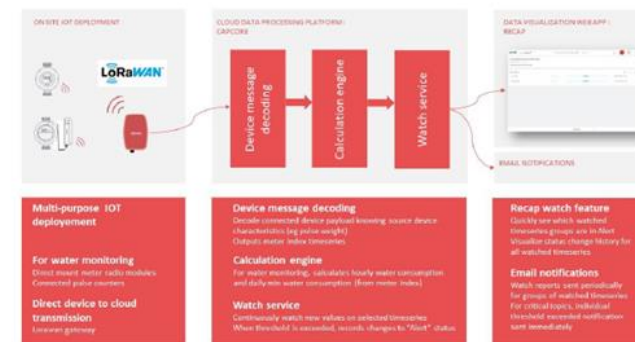 ON SITE IOT DEPLOYMENT
CLOUD DATA PROCESSING PLATFORM :
CAPCORE
DATA VISUALIZATION WEB APP :
RECAP
LoRaWAN
Device message
decoding
Calculation engine
Watch service
EMAIL NOTIFICATIONS
Multi-purpose IOT
deployement
For water monitoring
Direct mount meter radio modules
Connected pulse counters
Direct device to cloud
transmission
Lorawan gateway
Device message decoding
Decode connected device payload knowing source device
characteristics (eg pulse weight)
Outputs meter index timeseries
Calculation engine
For water monitoring, calculates hourly water consumption
and daily-min water consumption (from meter index)
Watch service
Continuously watch new values on selected timeseries
When threshold is exceeded, records changes to "Alert" status
Recap watch feature
Quickly see which watched
timeseries groups are in-Alert
Visualize status change history for
all watched timeseries
Email notifications
Watch reports sent periodically
for groups of watched timeseries
For critical topics, individual
threshold exceeded notification
sent immediately